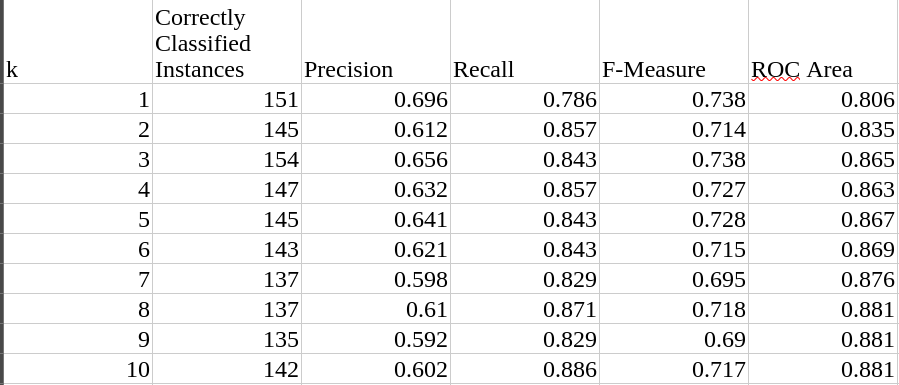 k Correctly Classified Instances Precision Recall F-Measure ROC Area
1 151 0.696 0.786 0.738 0.806
2 145 0.612 0.857 0.714 0.835
3 154 0.656 0.843 0.738 0.865
4 147 0.632 0.857 0.727 0.863
5 145 0.641 0.843 0.728 0.867
6 143 0.621 0.843 0.715 0.869
7 137 0.598 0.829 0.695 0.876
8 137 0.61 0.871 0.718 0.881
9 135 0.592 0.829 0.69 0.881
10 142 0.602 0.886 0.717 0.881